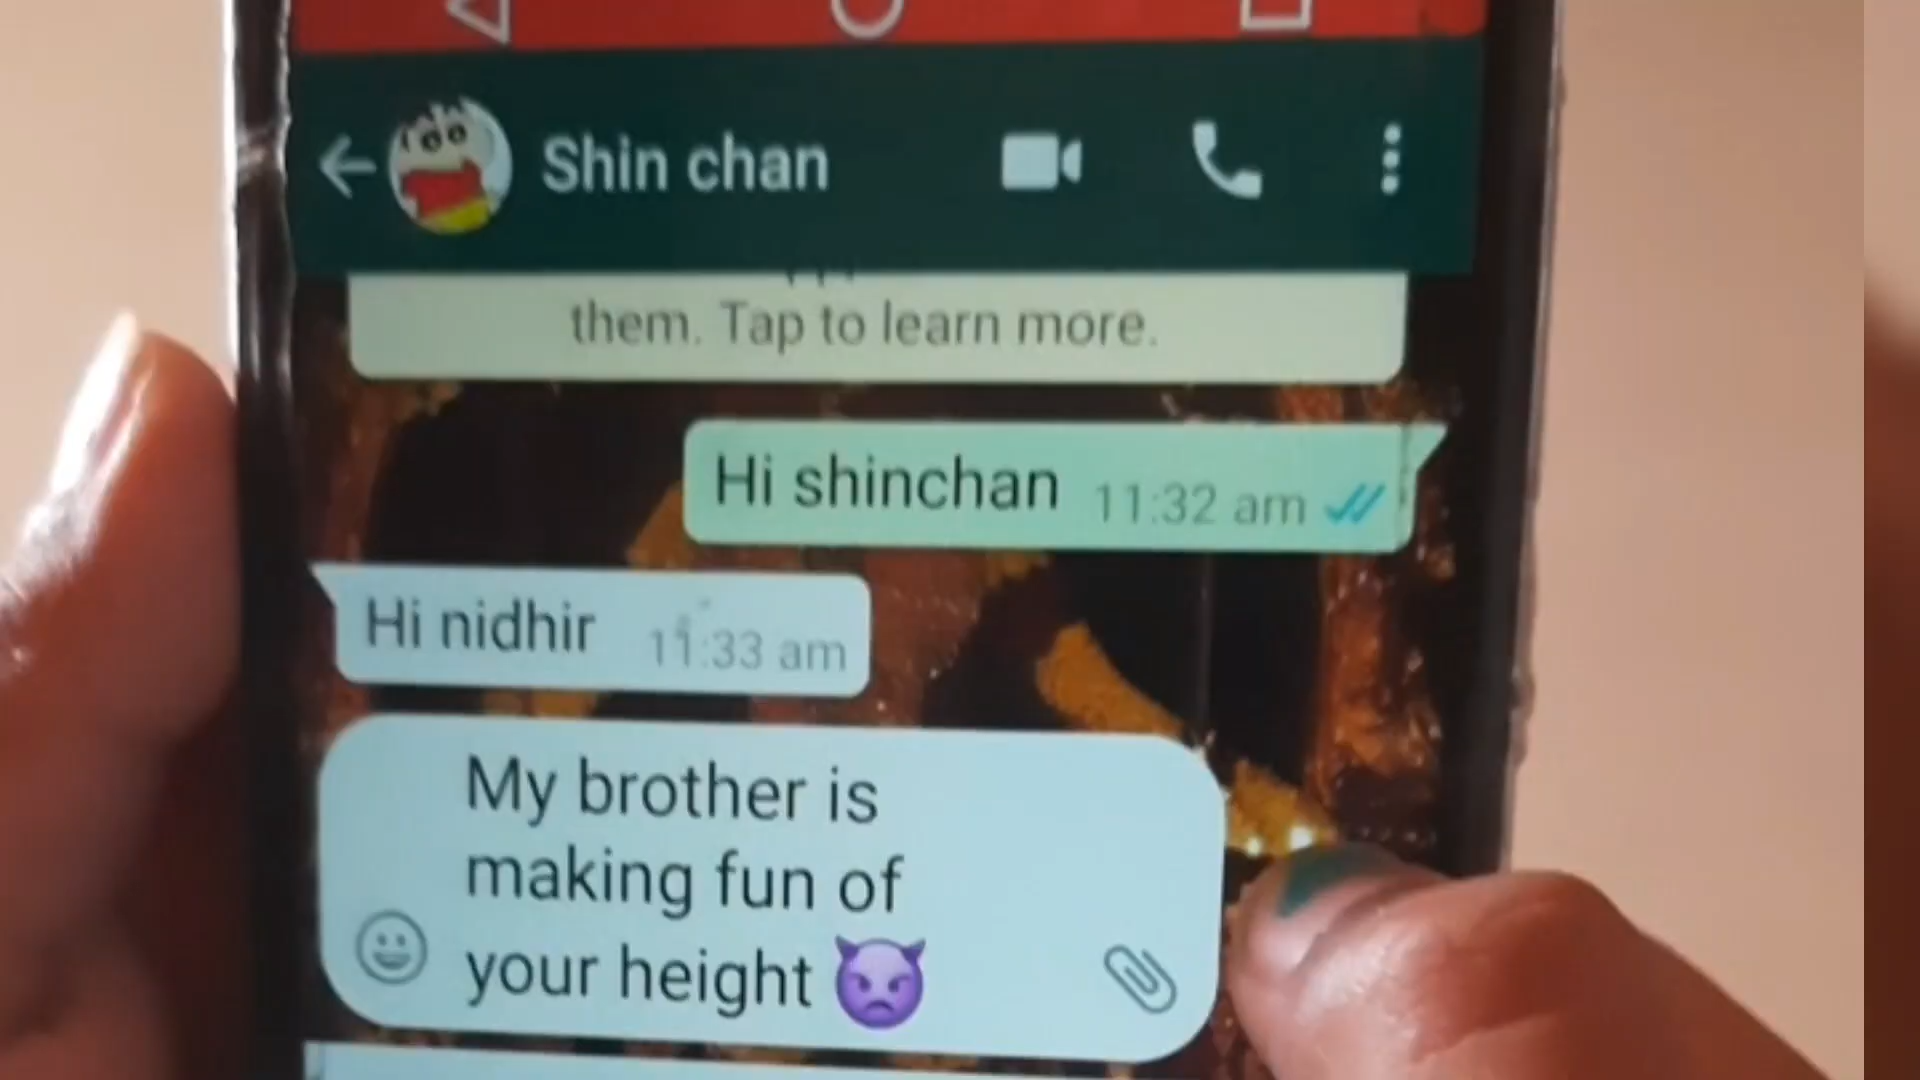 Shin chan
them. Tap to learn more.
Hi shinchan 11:32 am
Hi nidhir 11:33 am
My brother is
making fun of
your height 👿